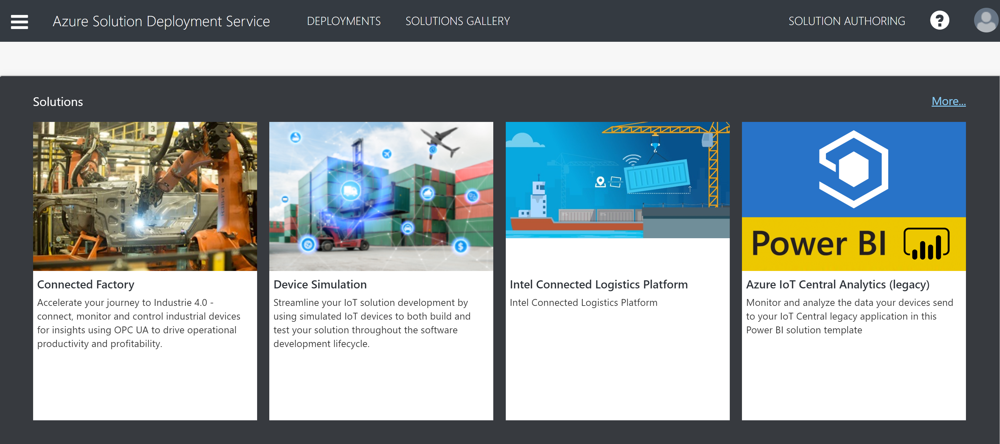 Azure Solution Deployment Service
DEPLOYMENTS
SOLUTIONS GALLERY
SOLUTION AUTHORING
?
Solutions
More...
3
$
Power BI
Connected Factory
Accelerate your journey to Industrie 4.0 -
connect, monitor and control industrial devices
for insights using OPC UA to drive operational
productivity and profitability.
Device Simulation
Streamline your IoT solution development by
using simulated IoT devices to both build and
test your solution throughout the software
development lifecycle.
Intel Connected Logistics Platform
Intel Connected Logistics Platform
Azure IoT Central Analytics (legacy)
Monitor and analyze the data your devices send
to your IoT Central legacy application in this
Power BI solution template